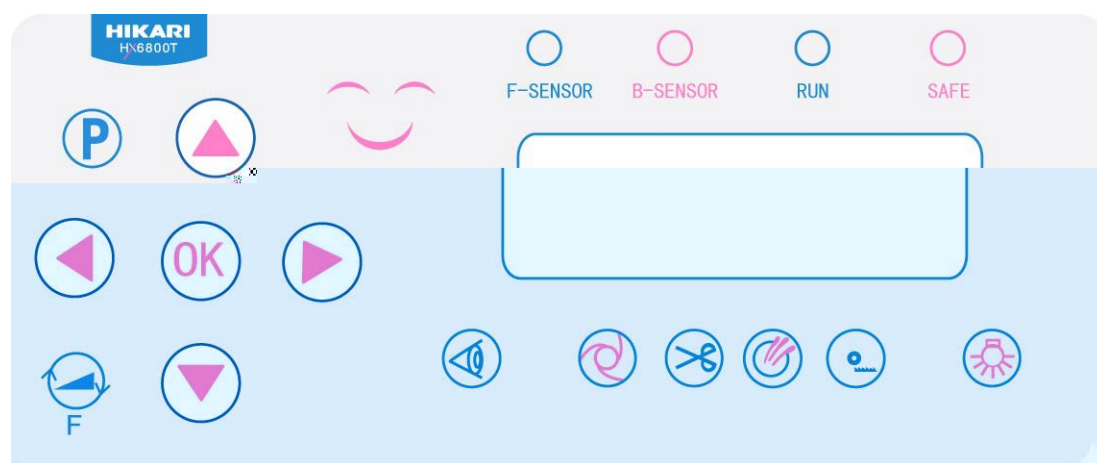 HIKARI
HX6800T
F-SENSOR
B-SENSOR
RUN
SAFE
P
OK
F